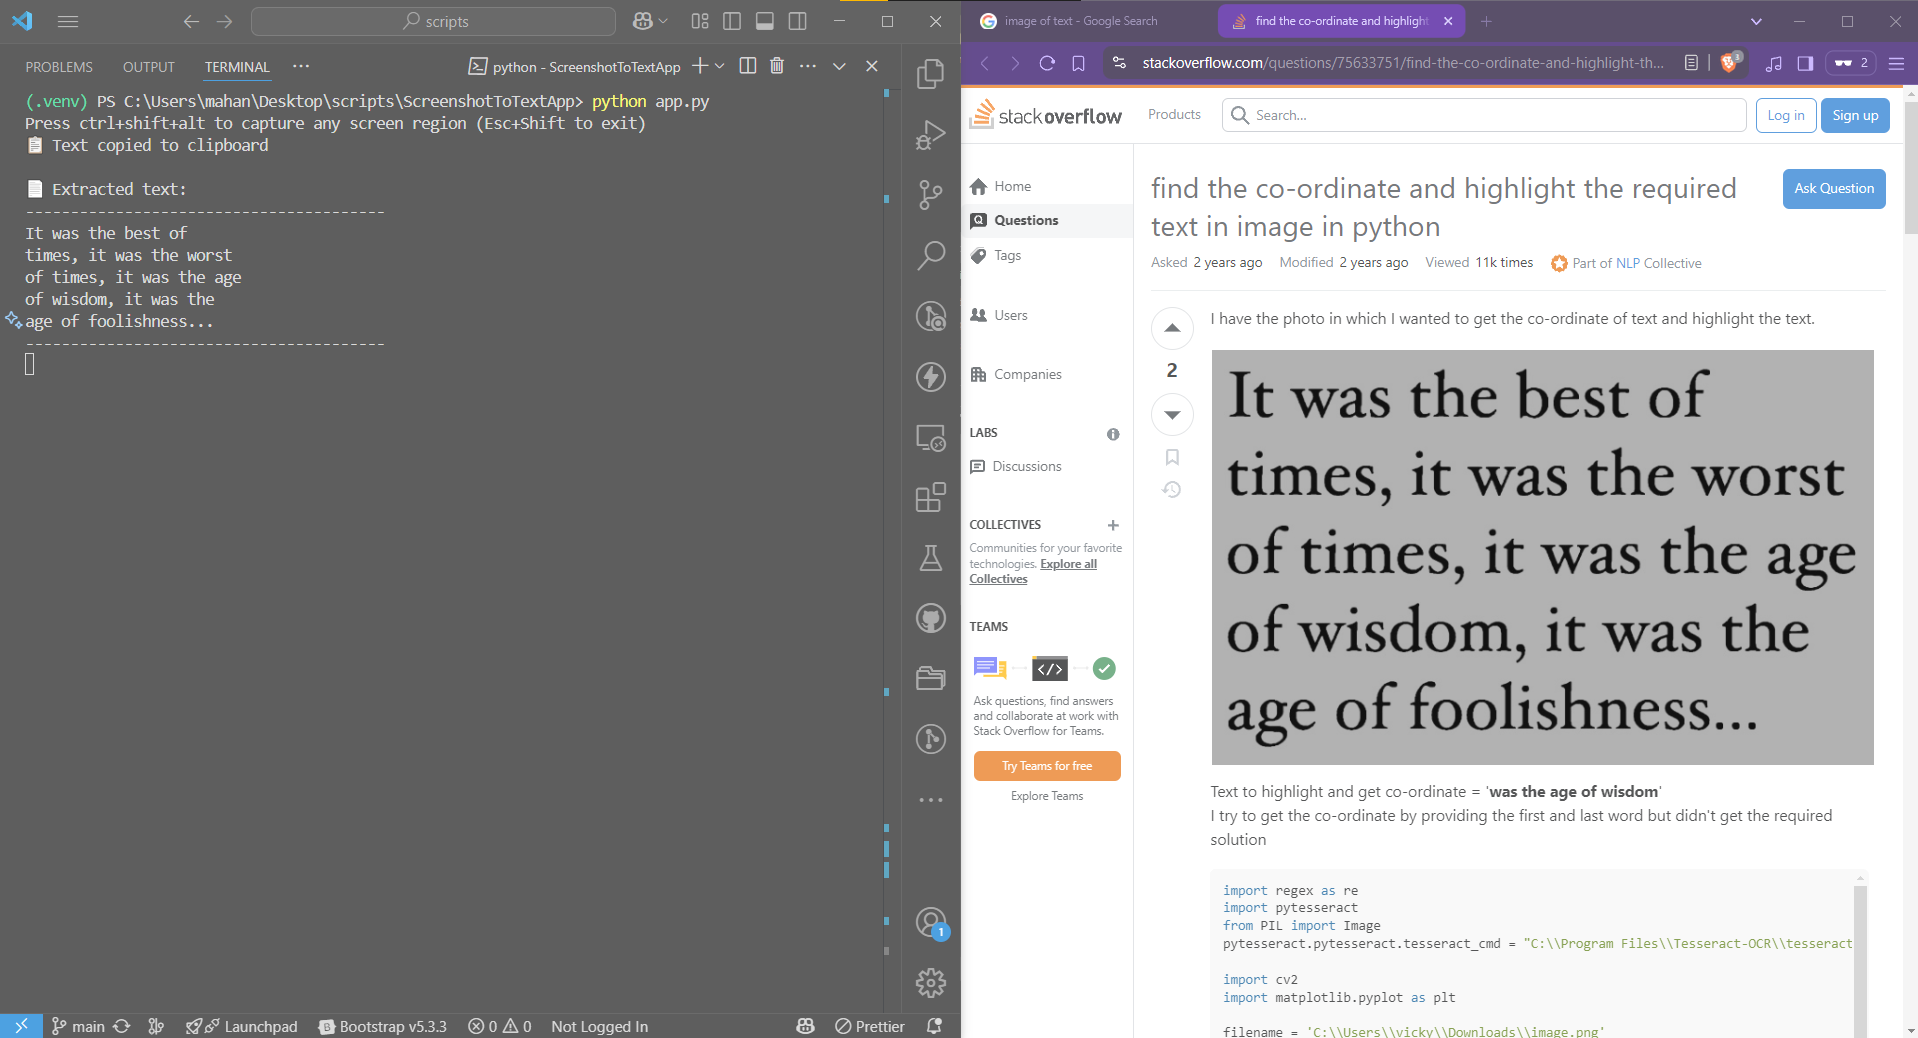 scripts
PROBLEMS OUTPUT TERMINAL ... python - ScreenshotToTextApp
(.venv) PS C:\Users\mahan\Desktop\scripts\ScreenshotToTextApp> python app.py
Press ctrl+shift+alt to capture any screen region (Esc+Shift to exit)
Text copied to clipboard
Extracted text:
----------------------------------------
It was the best of
times, it was the worst
of times, it was the age
of wisdom, it was the
age of foolishness...
----------------------------------------
1
main Launchpad Bootstrap v5.3.3 0 0 Not Logged In Prettier
image of text - Google Search
find the co-ordinate and highlight
stackoverflow.com/questions/75633751/find-the-co-ordinate-and-highlight-th... 3 2
stackoverflow Products Search... Log in Sign up
Home
Questions
Tags
Users
Companies
LABS
Discussions
COLLECTIVES
Communities for your favorite
technologies. Explore all
Collectives
TEAMS
Ask questions, find answers
and collaborate at work with
Stack Overflow for Teams.
Try Teams for free
Explore Teams
find the co-ordinate and highlight the required
text in image in python
Ask Question
Asked 2 years ago Modified 2 years ago Viewed 11k times Part of NLP Collective
2
I have the photo in which I wanted to get the co-ordinate of text and highlight the text.
It was the best of
times, it was the worst
of times, it was the age
of wisdom, it was the
age of foolishness...
Text to highlight and get co-ordinate = 'was the age of wisdom'
I try to get the co-ordinate by providing the first and last word but didn't get the required
solution
import regex as re
import pytesseract
from PIL import Image
pytesseract.pytesseract.tesseract_cmd = "C:\\Program Files\\Tesseract-OCR\\tesseract
import cv2
import matplotlib.pyplot as plt
filename = 'C:\\Users\\vicky\\Downloads\\image.png'